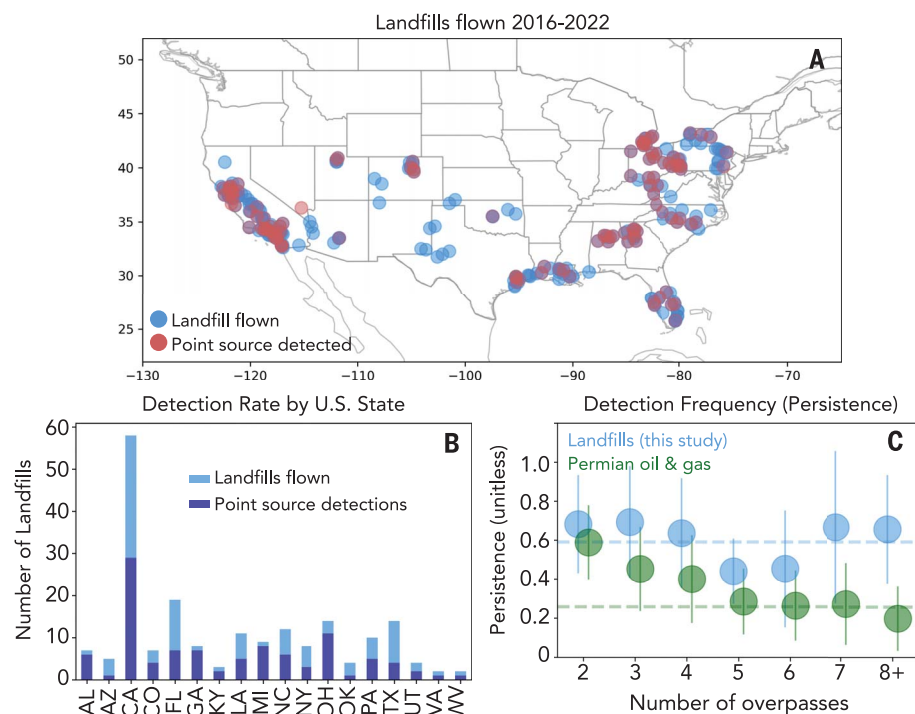 Landfills flown 2016-2022
A
50
45
40
35
30
25
Landfill flown
Point source detected
−130
−120
−110
−100
−90
−80
−70
Detection Rate by U.S. State
B
Number of Landfills
60
50
40
30
20
10
0
Landfills flown
Point source detections
AL
AZ
CA
CO
FL
GA
KY
LA
MI
NC
NY
OH
OK
PA
TX
UT
VA
WV
Detection Frequency (Persistence)
C
Landfills (this study)
Permian oil & gas
Persistence (unitless)
1.0
0.8
0.6
0.4
0.2
0
2
3
4
5
6
7
8+
Number of overpasses